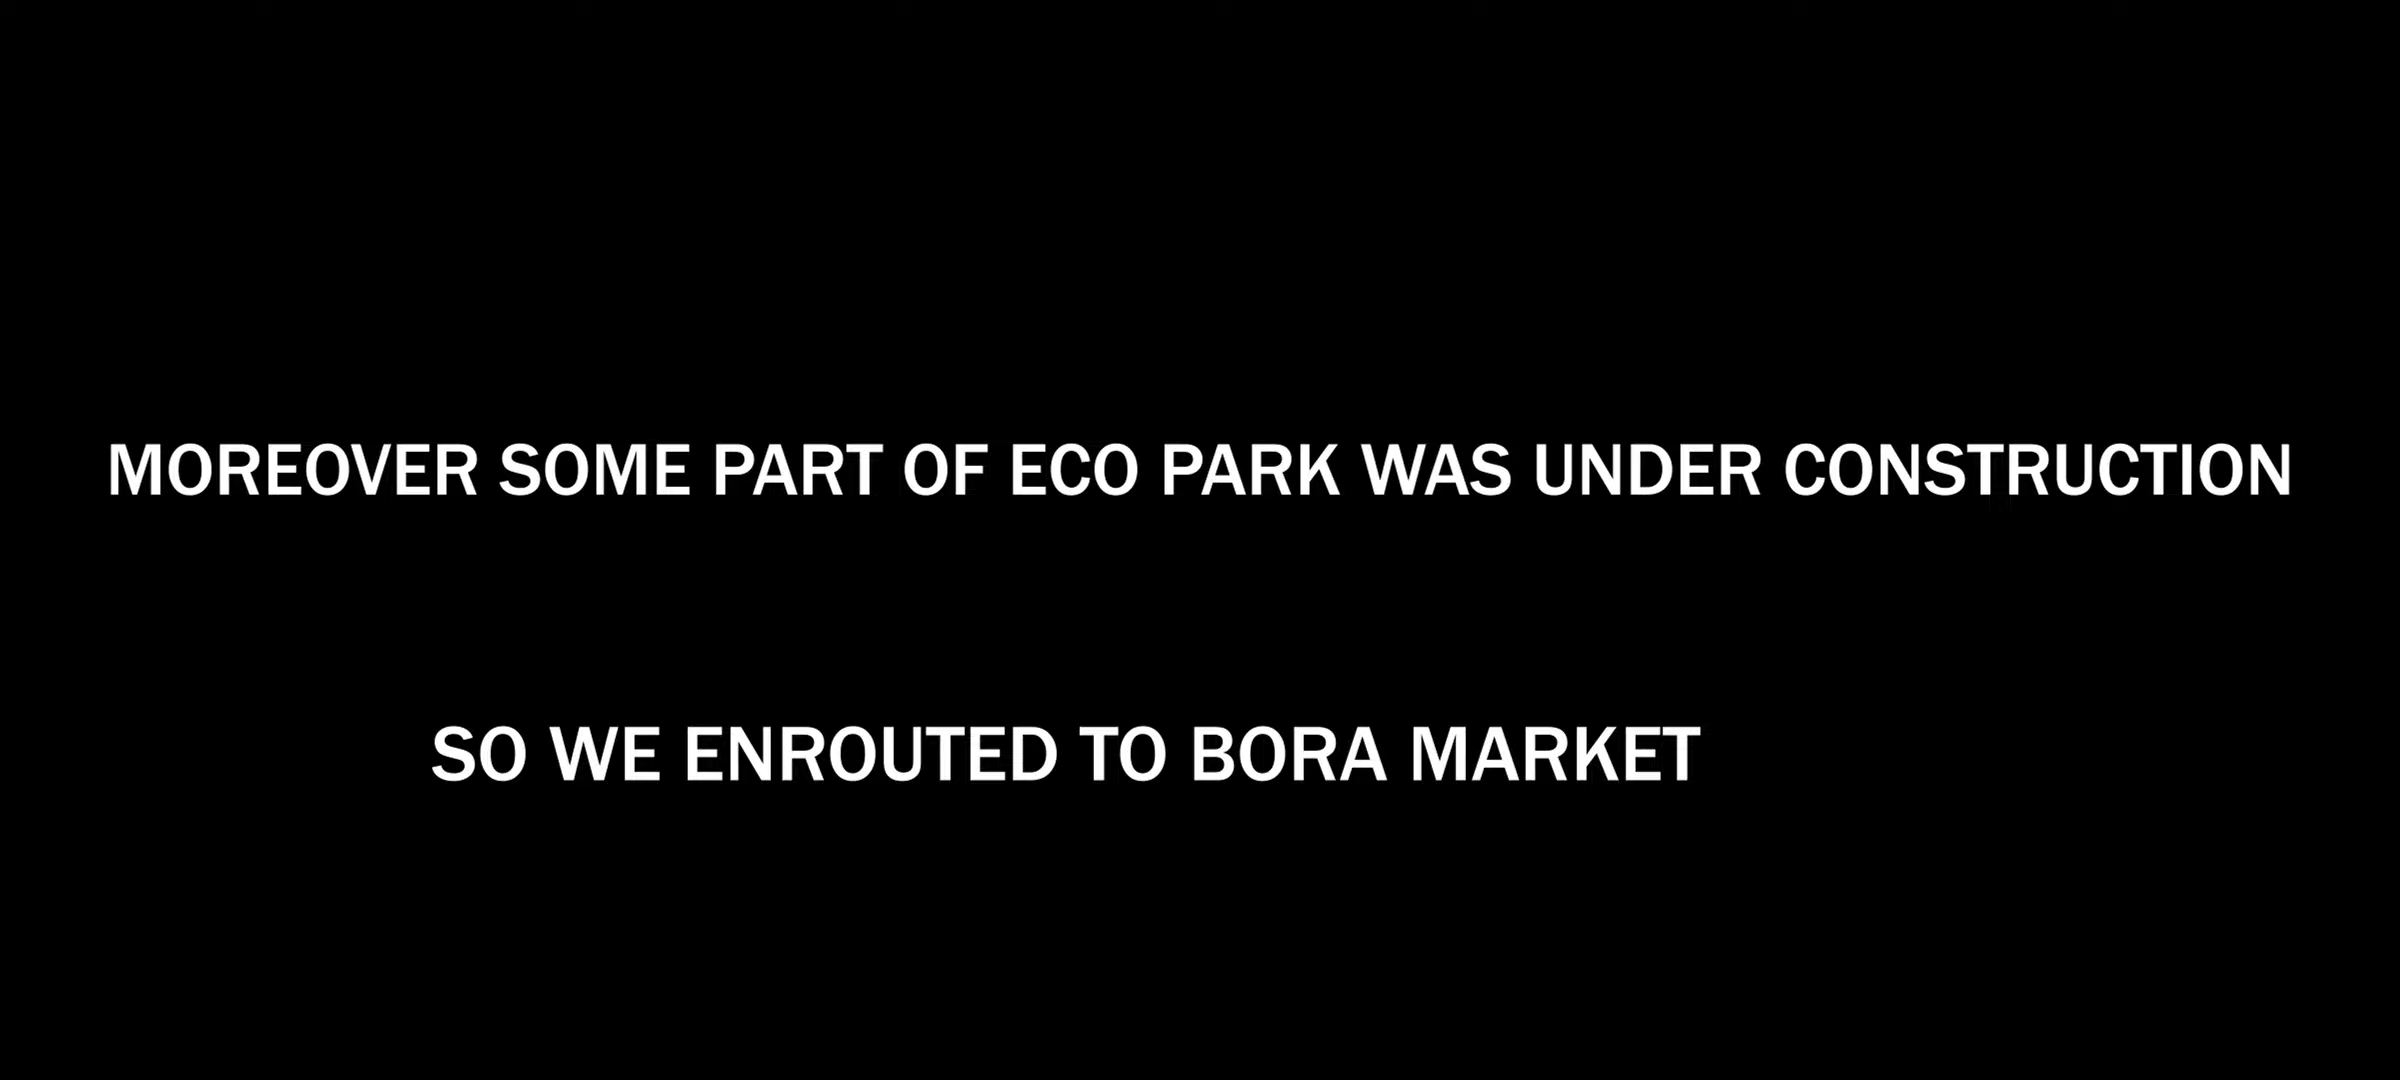 MOREOVER SOME PART OF ECO PARK WAS UNDER CONSTRUCTION
SO WE ENROUTED TO BORA MARKET